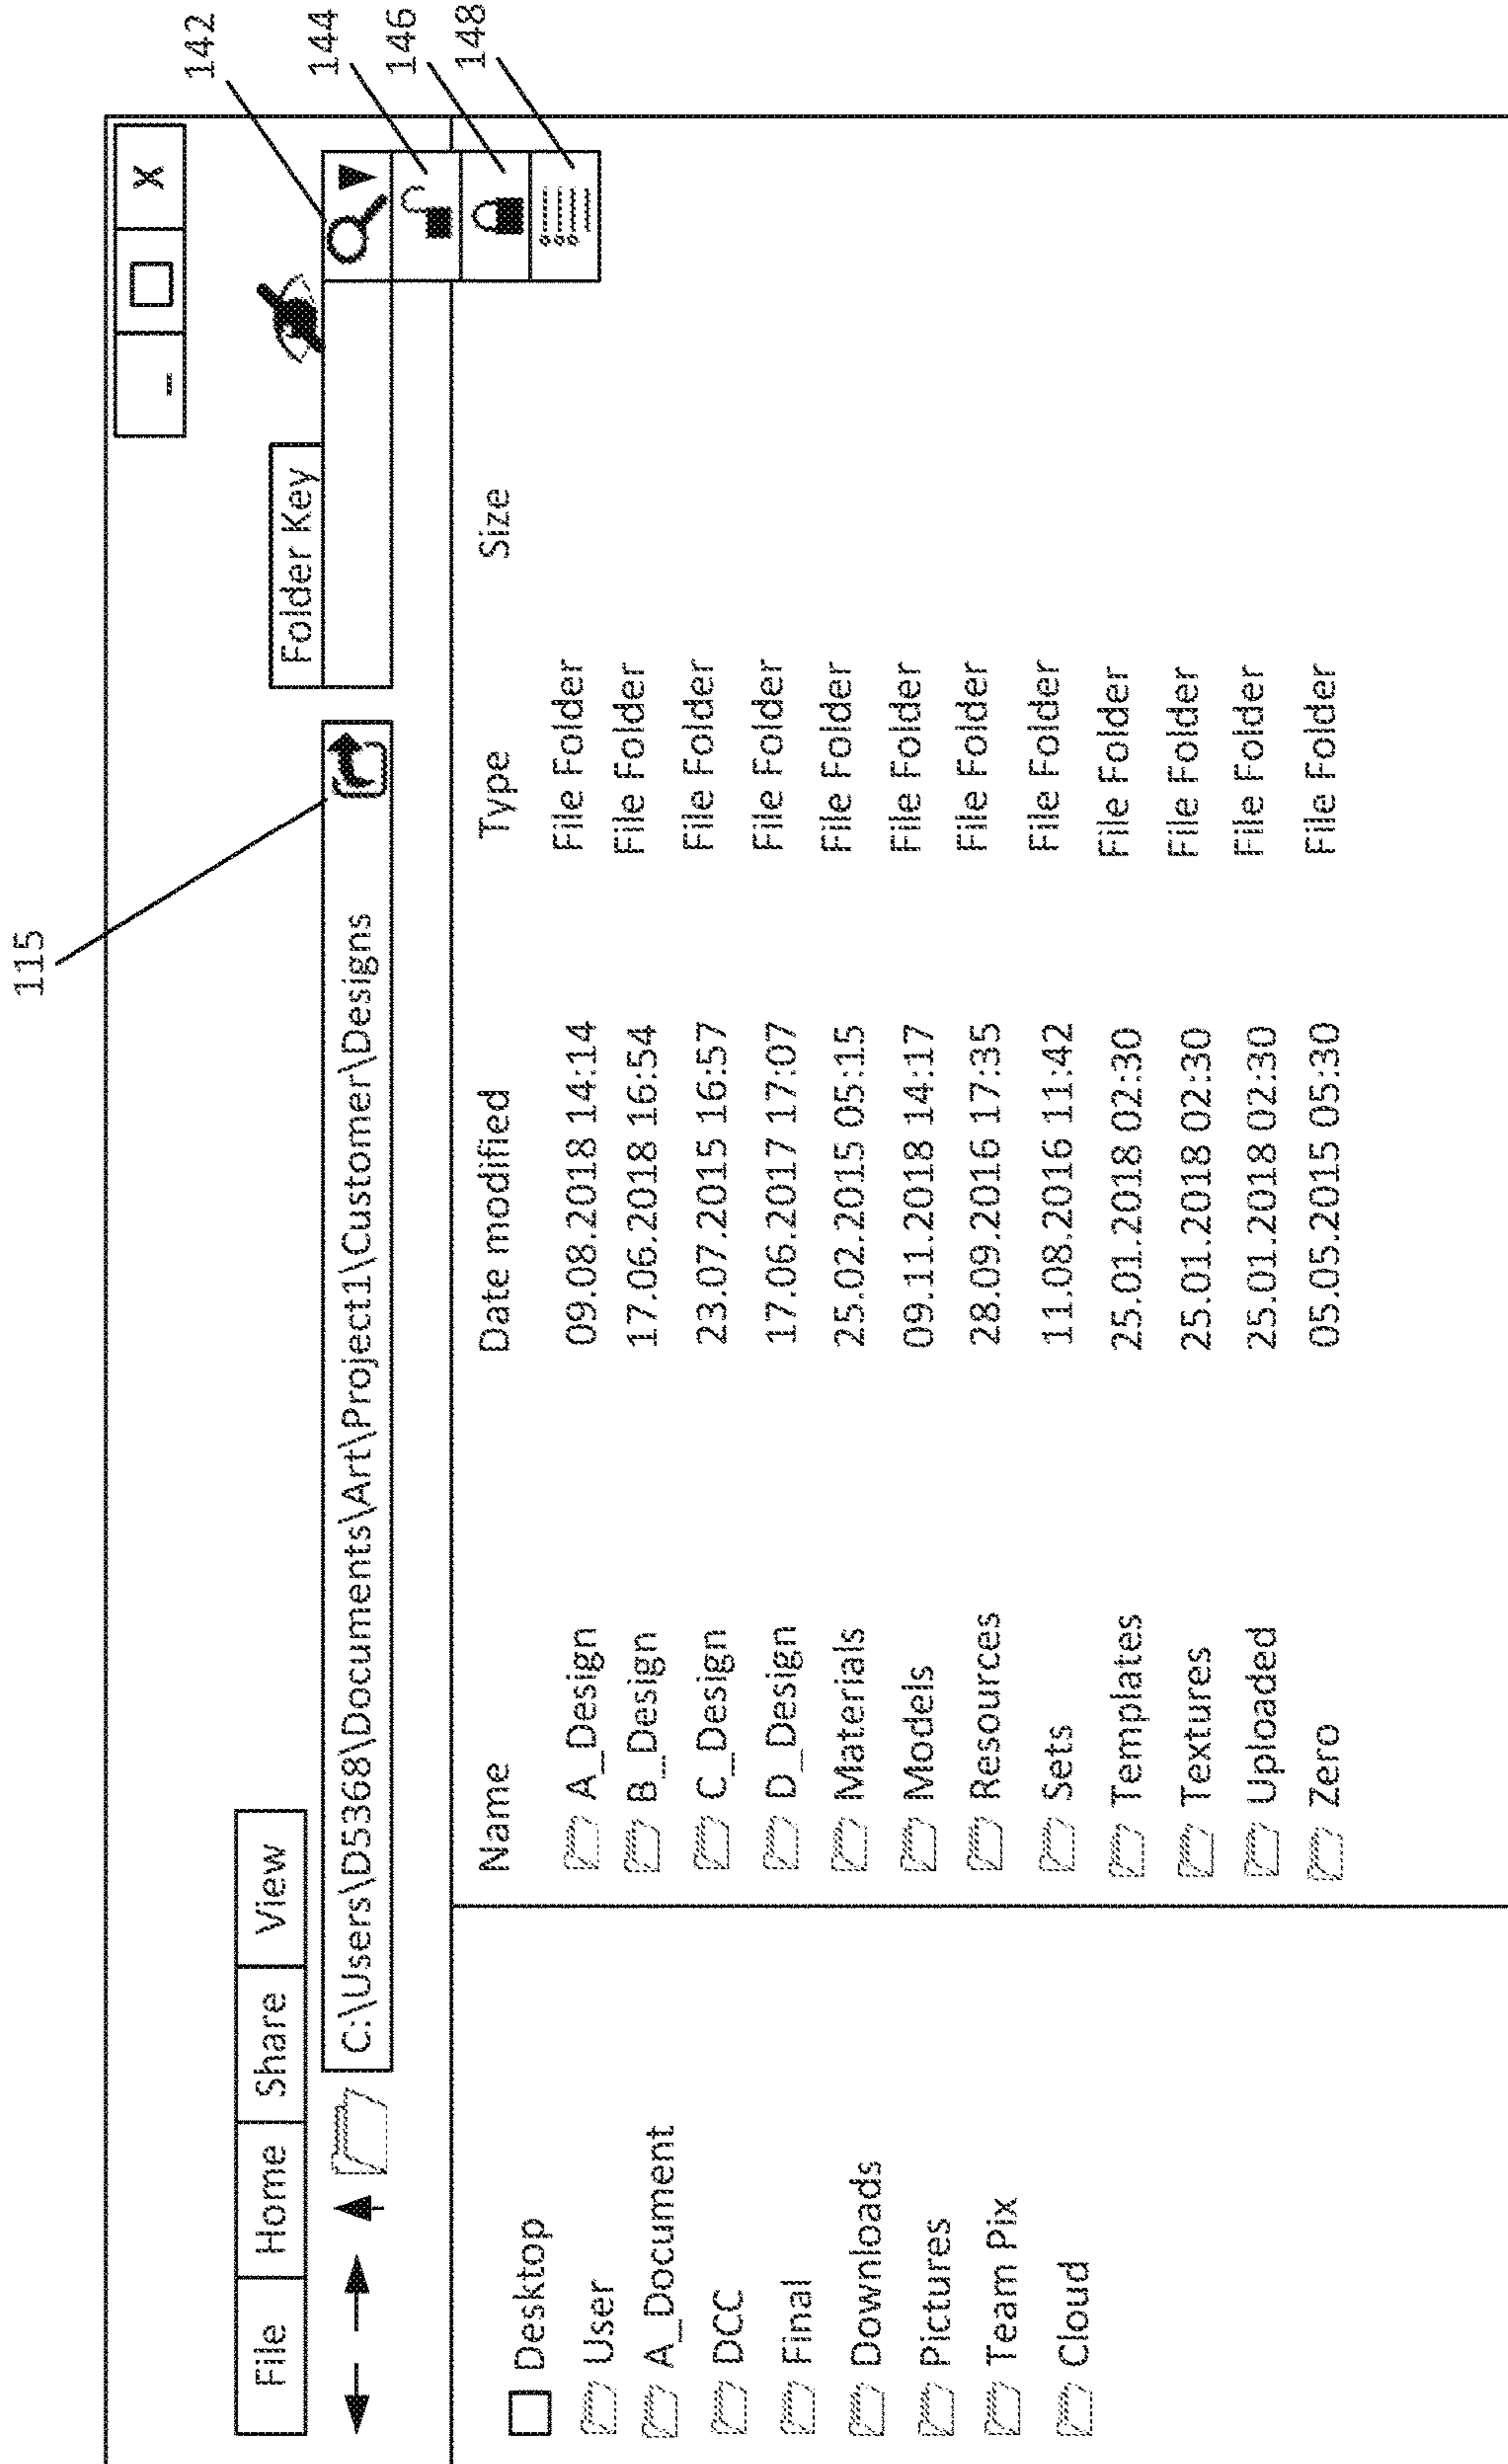 115
142
144
146
148
_ X
File Home Share View
Folder Key
C:\Users\D5368\Documents\Art\Project1\Customer\Designs
Name Date modified Type Size
Desktop
User
A_Document
DCC
Final
Downloads
Pictures
Team Pix
Cloud
A_Design 09.08.2018 14:14 File Folder
B_Design 17.06.2018 16:54 File Folder
C_Design 23.07.2015 16:57 File Folder
D_Design 17.06.2017 17:07 File Folder
Materials 25.02.2015 05:15 File Folder
Models 09.11.2018 14:17 File Folder
Resources 28.09.2016 17:35 File Folder
Sets 11.08.2016 11:42 File Folder
Templates 25.01.2018 02:30 File Folder
Textures 25.01.2018 02:30 File Folder
Uploaded 25.01.2018 02:30 File Folder
Zero 05.05.2015 05:30 File Folder